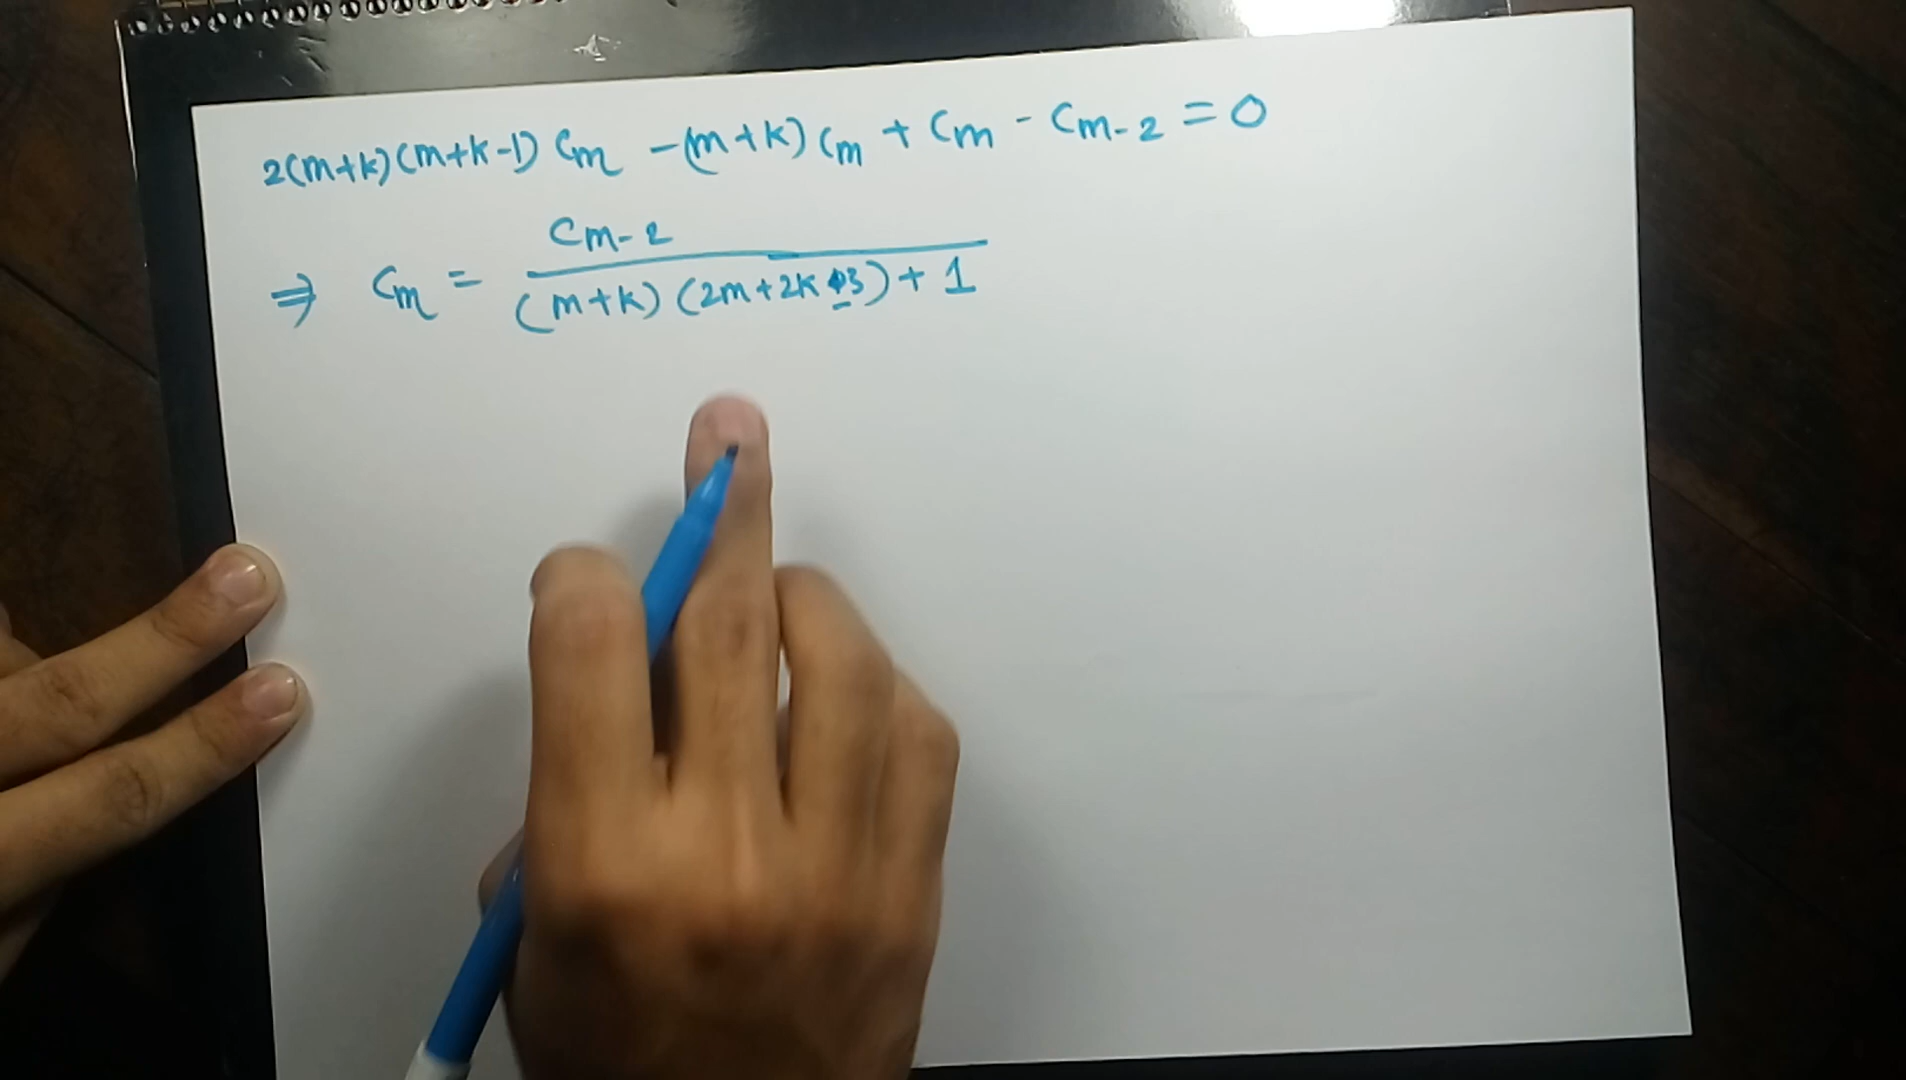 2(m+k)(m+k-1) Cm -(m+k) Cm + Cm - Cm-2 = 0
Cm-2
⇒ Cm =
(m+k) (2m+2k-3) + 1